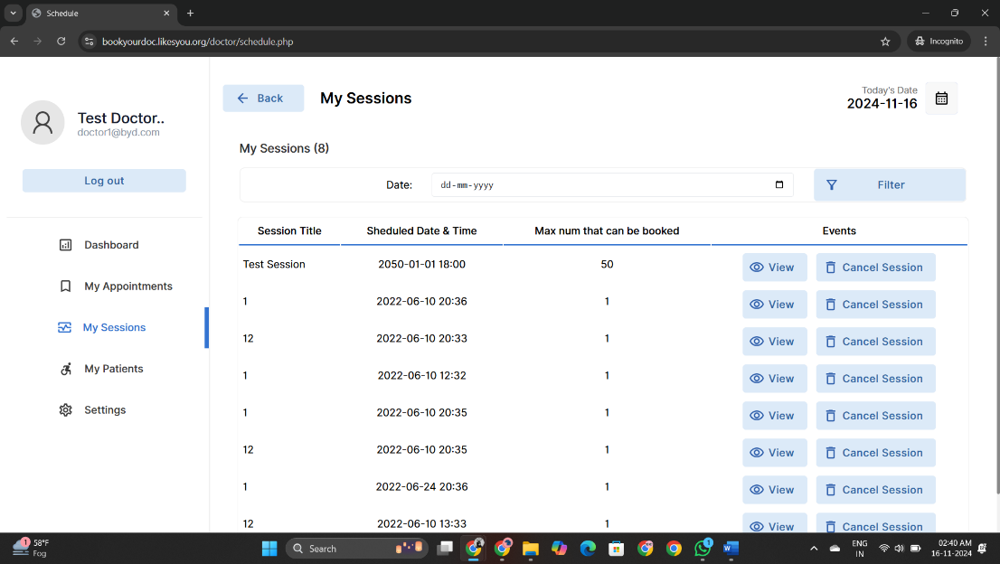 Schedule
bookyourdoc.likesyou.org/doctor/schedule.php
Incognito
Test Doctor..
doctor1@byd.com
Log out
Dashboard
My Appointments
My Sessions
My Patients
Settings
Back
My Sessions
Today's Date
2024-11-16
My Sessions (8)
Date: dd-mm-yyyy Filter
Session Title Sheduled Date & Time Max num that can be booked Events
Test Session 2050-01-01 18:00 50 View Cancel Session
1 2022-06-10 20:36 1 View Cancel Session
12 2022-06-10 20:33 1 View Cancel Session
1 2022-06-10 12:32 1 View Cancel Session
1 2022-06-10 20:35 1 View Cancel Session
12 2022-06-10 20:35 1 View Cancel Session
1 2022-06-24 20:36 1 View Cancel Session
12 2022-06-10 13:33 1 View Cancel Session
1
58°F
Fog
Search
1
W
ENG
IN
02:40 AM
16-11-2024